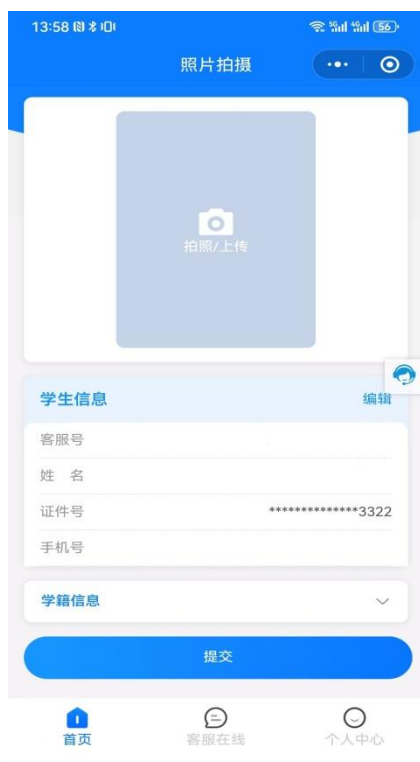 13:58 5G 4G 56
照片拍摄
拍照/上传
学生信息 编辑
客服号
姓 名
证件号 **************3322
手机号
学籍信息
提交
首页 客服在线 个人中心